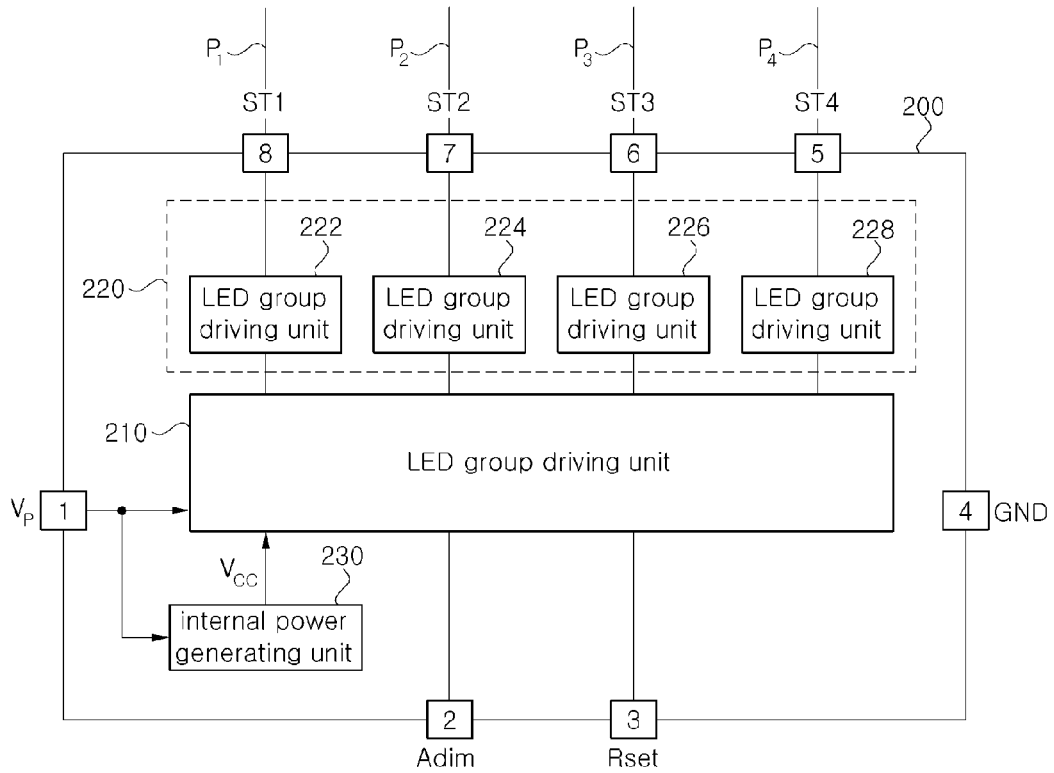 P1 P2 P3 P4
ST1 ST2 ST3 ST4 200
8 7 6 5
222 224 226 228
220
LED group LED group LED group LED group
driving unit driving unit driving unit driving unit
210
LED group driving unit
VP 1 4 GND
VCC 230
internal power
generating unit
2 3
Adim Rset